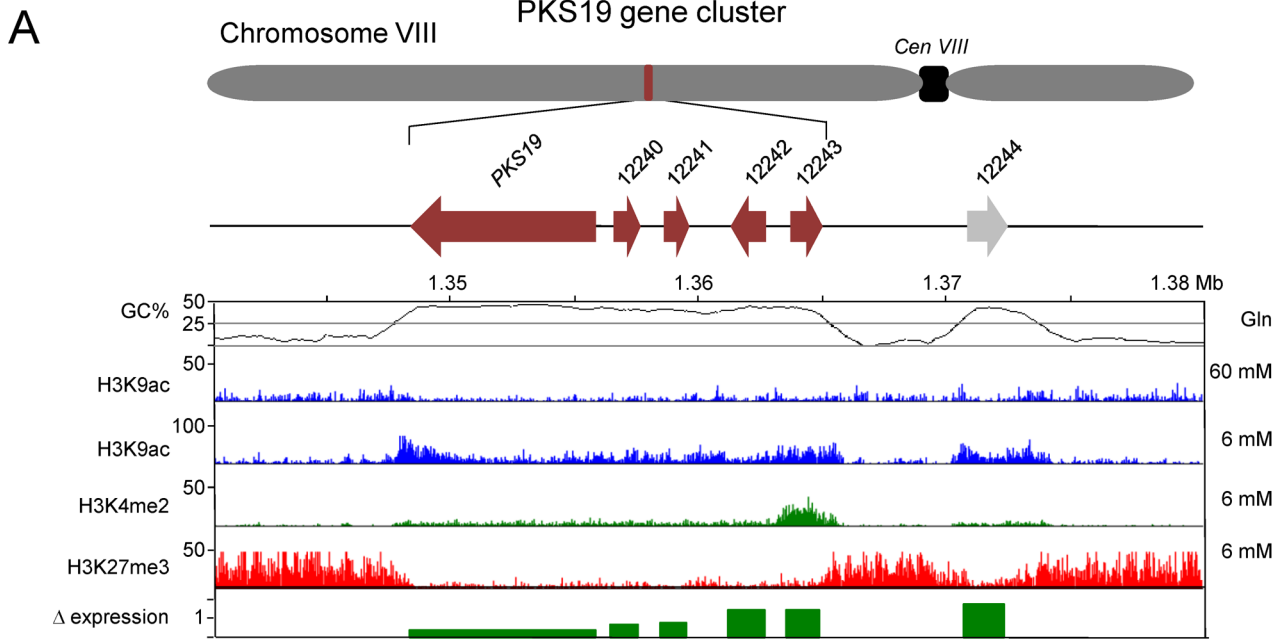 A
PKS19 gene cluster
Chromosome VIII
Cen VIII
PKS19
12240
12241
12242
12243
12244
1.35
1.36
1.37
1.38 Mb
GC%
50
25
Gln
H3K9ac
50
60 mM
H3K9ac
100
6 mM
H3K4me2
50
6 mM
H3K27me3
50
6 mM
Δ expression
1